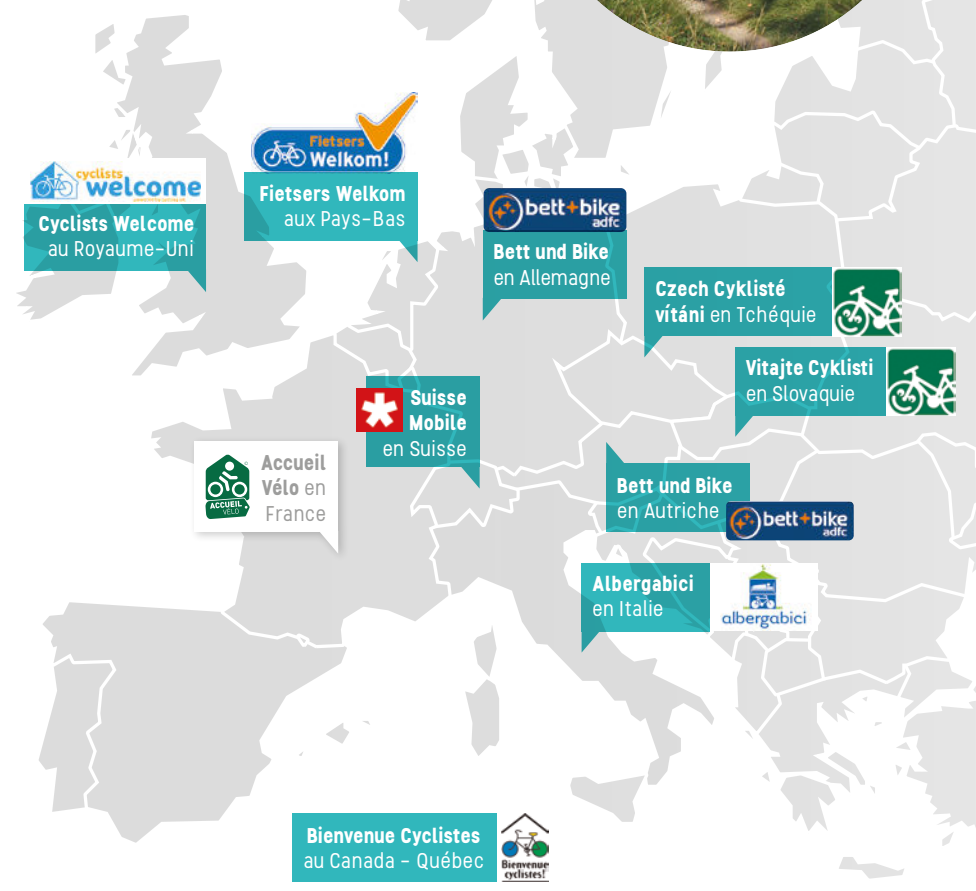 Fietsers
Welkom!
Fietsers Welkom
aux Pays-Bas
cyclists
welcome
Cyclists Welcome
au Royaume-Uni
bett+bike
adfc
Bett und Bike
en Allemagne
Czech Cyklisté
vítáni en Tchéquie
Vitajte Cyklisti
en Slovaquie
Suisse
Mobile
en Suisse
Accueil
Vélo en
France
ACCUEIL
VÉLO
Bett und Bike
en Autriche
bett+bike
adfc
Albergabici
en Italie
albergabici
Bienvenue Cyclistes
au Canada - Québec
Bienvenue
cyclistes!